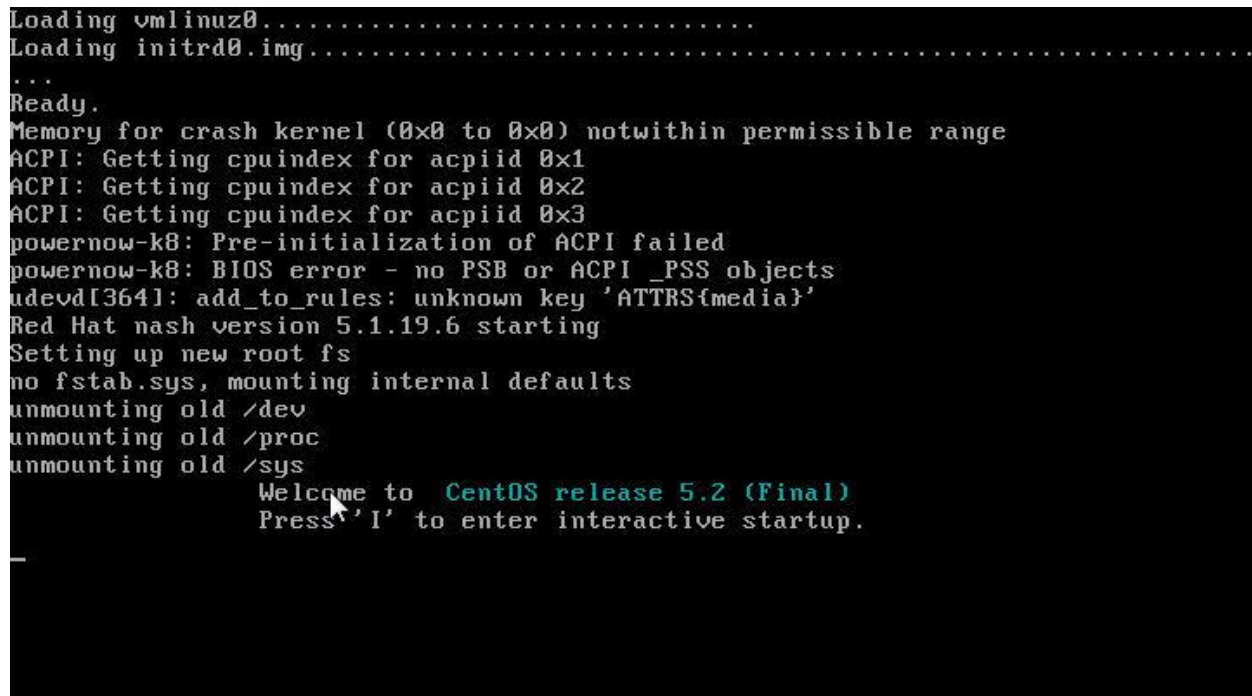 Loading vmlinuz0................................
Loading initrd0.img.............................................................
...
Ready.
Memory for crash kernel (0x0 to 0x0) notwithin permissible range
ACPI: Getting cpuindex for acpiid 0x1
ACPI: Getting cpuindex for acpiid 0x2
ACPI: Getting cpuindex for acpiid 0x3
powernow-k8: Pre-initialization of ACPI failed
powernow-k8: BIOS error - no PSB or ACPI _PSS objects
udevd[364]: add_to_rules: unknown key 'ATTRS{media}'
Red Hat nash version 5.1.19.6 starting
Setting up new root fs
no fstab.sys, mounting internal defaults
unmounting old /dev
unmounting old /proc
unmounting old /sys
Welcome to  CentOS release 5.2 (Final)
Press 'I' to enter interactive startup.